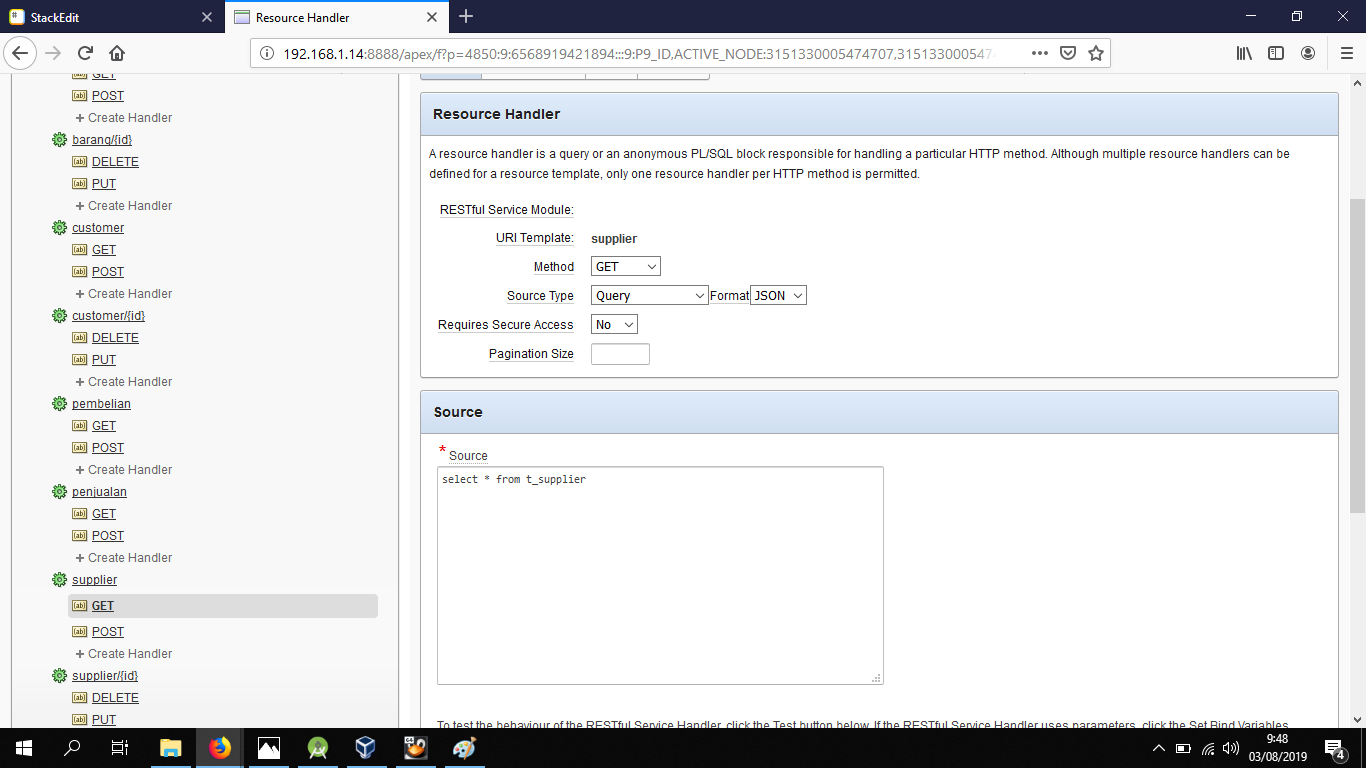 StackEdit
Resource Handler
192.168.1.14:8888/apex/f?p=4850:9:6568919421894:::9:P9_ID,ACTIVE_NODE:3151330005474707,315133000547
GET
POST
Create Handler
barang/{id}
DELETE
PUT
Create Handler
customer
GET
POST
Create Handler
customer/{id}
DELETE
PUT
Create Handler
pembelian
GET
POST
Create Handler
penjualan
GET
POST
Create Handler
supplier
GET
POST
Create Handler
supplier/{id}
DELETE
PUT
Resource Handler
A resource handler is a query or an anonymous PL/SQL block responsible for handling a particular HTTP method. Although multiple resource handlers can be
defined for a resource template, only one resource handler per HTTP method is permitted.
RESTful Service Module:
URI Template: supplier
Method GET
Source Type Query Format JSON
Requires Secure Access No
Pagination Size
Source
* Source
select * from t_supplier
To test the behaviour of the RESTful Service Handler, click the Test button below. If the RESTful Service Handler uses parameters, click the Set Bind Variables
9:48
03/08/2019
4